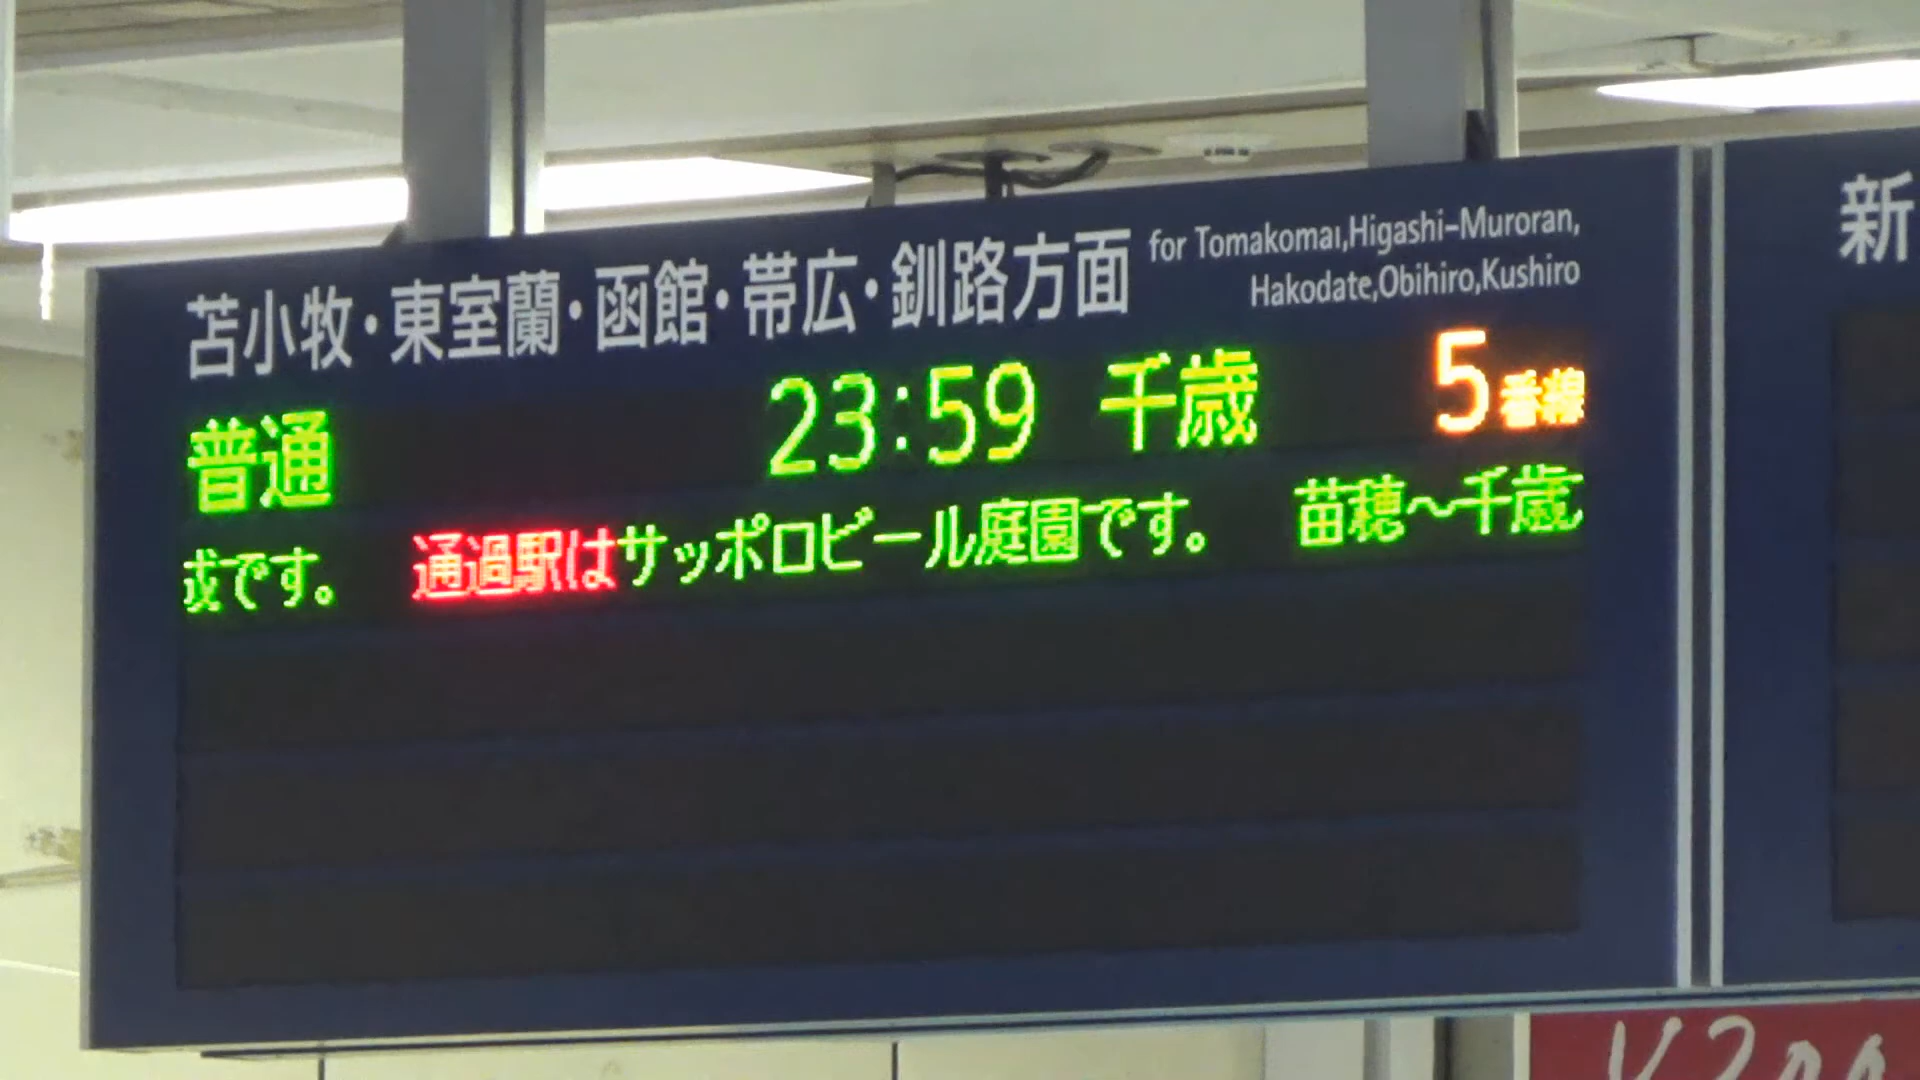 苫小牧・東室蘭・函館・帯広・釧路方面
for Tomakomai,Higashi-Muroran,
Hakodate,Obihiro,Kushiro
普通 23:59 千歳 5番線
です。 通過駅はサッポロビール庭園です。 苗穂〜千歳
新